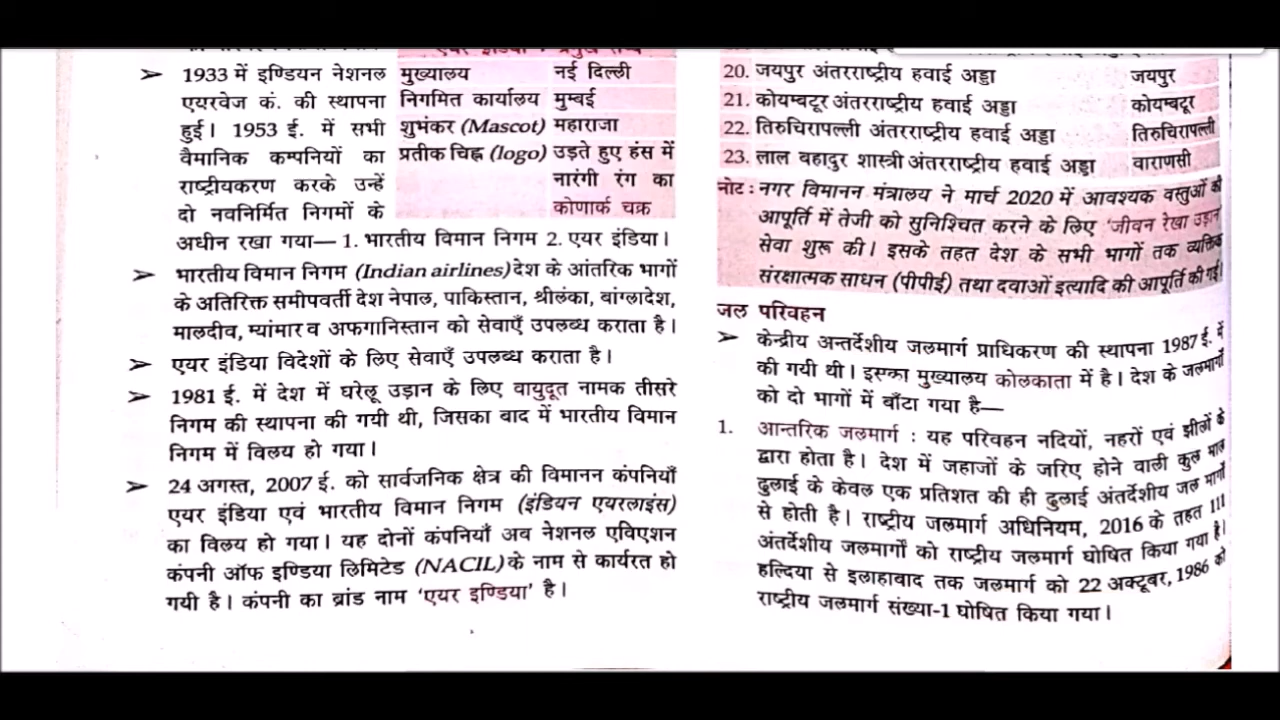 ➢ 1933 में इण्डियन नेशनल
एयरवेज कं. की स्थापना
हुई। 1953 ई. में सभी
वैमानिक कम्पनियों का
राष्ट्रीयकरण करके उन्हें
दो नवनिर्मित निगमों के
अधीन रखा गया— 1. भारतीय विमान निगम 2. एयर इंडिया।
मुख्यालय नई दिल्ली
निगमित कार्यालय मुम्बई
शुभंकर (Mascot) महाराजा
प्रतीक चिह्न (logo) उड़ते हुए हंस में
नारंगी रंग का
कोणार्क चक्र
➢ भारतीय विमान निगम (Indian airlines) देश के आंतरिक भागों
के अतिरिक्त समीपवर्ती देश नेपाल, पाकिस्तान, श्रीलंका, बांग्लादेश,
मालदीव, म्यांमार व अफगानिस्तान को सेवाएँ उपलब्ध कराता है।
➢ एयर इंडिया विदेशों के लिए सेवाएँ उपलब्ध कराता है।
➢ 1981 ई. में देश में घरेलू उड़ान के लिए वायुदूत नामक तीसरे
निगम की स्थापना की गयी थी, जिसका बाद में भारतीय विमान
निगम में विलय हो गया।
➢ 24 अगस्त, 2007 ई. को सार्वजनिक क्षेत्र की विमानन कंपनियाँ
एयर इंडिया एवं भारतीय विमान निगम (इंडियन एयरलाइंस)
का विलय हो गया। यह दोनों कंपनियाँ अब नेशनल एविएशन
कंपनी ऑफ इण्डिया लिमिटेड (NACIL) के नाम से कार्यरत हो
गयी है। कंपनी का ब्रांड नाम ‘एयर इण्डिया’ है।
20. जयपुर अंतरराष्ट्रीय हवाई अड्डा जयपुर
21. कोयम्बटूर अंतरराष्ट्रीय हवाई अड्डा कोयम्बटूर
22. तिरुचिरापल्ली अंतरराष्ट्रीय हवाई अड्डा तिरुचिरापल्ली
23. लाल बहादुर शास्त्री अंतरराष्ट्रीय हवाई अड्डा वाराणसी
नोट : नगर विमानन मंत्रालय ने मार्च 2020 में आवश्यक वस्तुओं की
आपूर्ति में तेजी को सुनिश्चित करने के लिए ‘जीवन रेखा उड़ान
सेवा शुरू की। इसके तहत देश के सभी भागों तक व्यक्तिक
संरक्षात्मक साधन (पीपीई) तथा दवाओं इत्यादि की आपूर्ति की गई।
जल परिवहन
➢ केन्द्रीय अन्तर्देशीय जलमार्ग प्राधिकरण की स्थापना 1987 ई. में
की गयी थी। इसका मुख्यालय कोलकाता में है। देश के जलमार्गों
को दो भागों में बाँटा गया है—
1. आन्तरिक जलमार्ग : यह परिवहन नदियों, नहरों एवं झीलों के
द्वारा होता है। देश में जहाजों के जरिए होने वाली कुल माल
ढुलाई के केवल एक प्रतिशत की ही ढुलाई अंतर्देशीय जल मार्गों
से होती है। राष्ट्रीय जलमार्ग अधिनियम, 2016 के तहत 111
अंतर्देशीय जलमार्गों को राष्ट्रीय जलमार्ग घोषित किया गया है।
हल्दिया से इलाहाबाद तक जलमार्ग को 22 अक्टूबर, 1986 को
राष्ट्रीय जलमार्ग संख्या-1 घोषित किया गया।